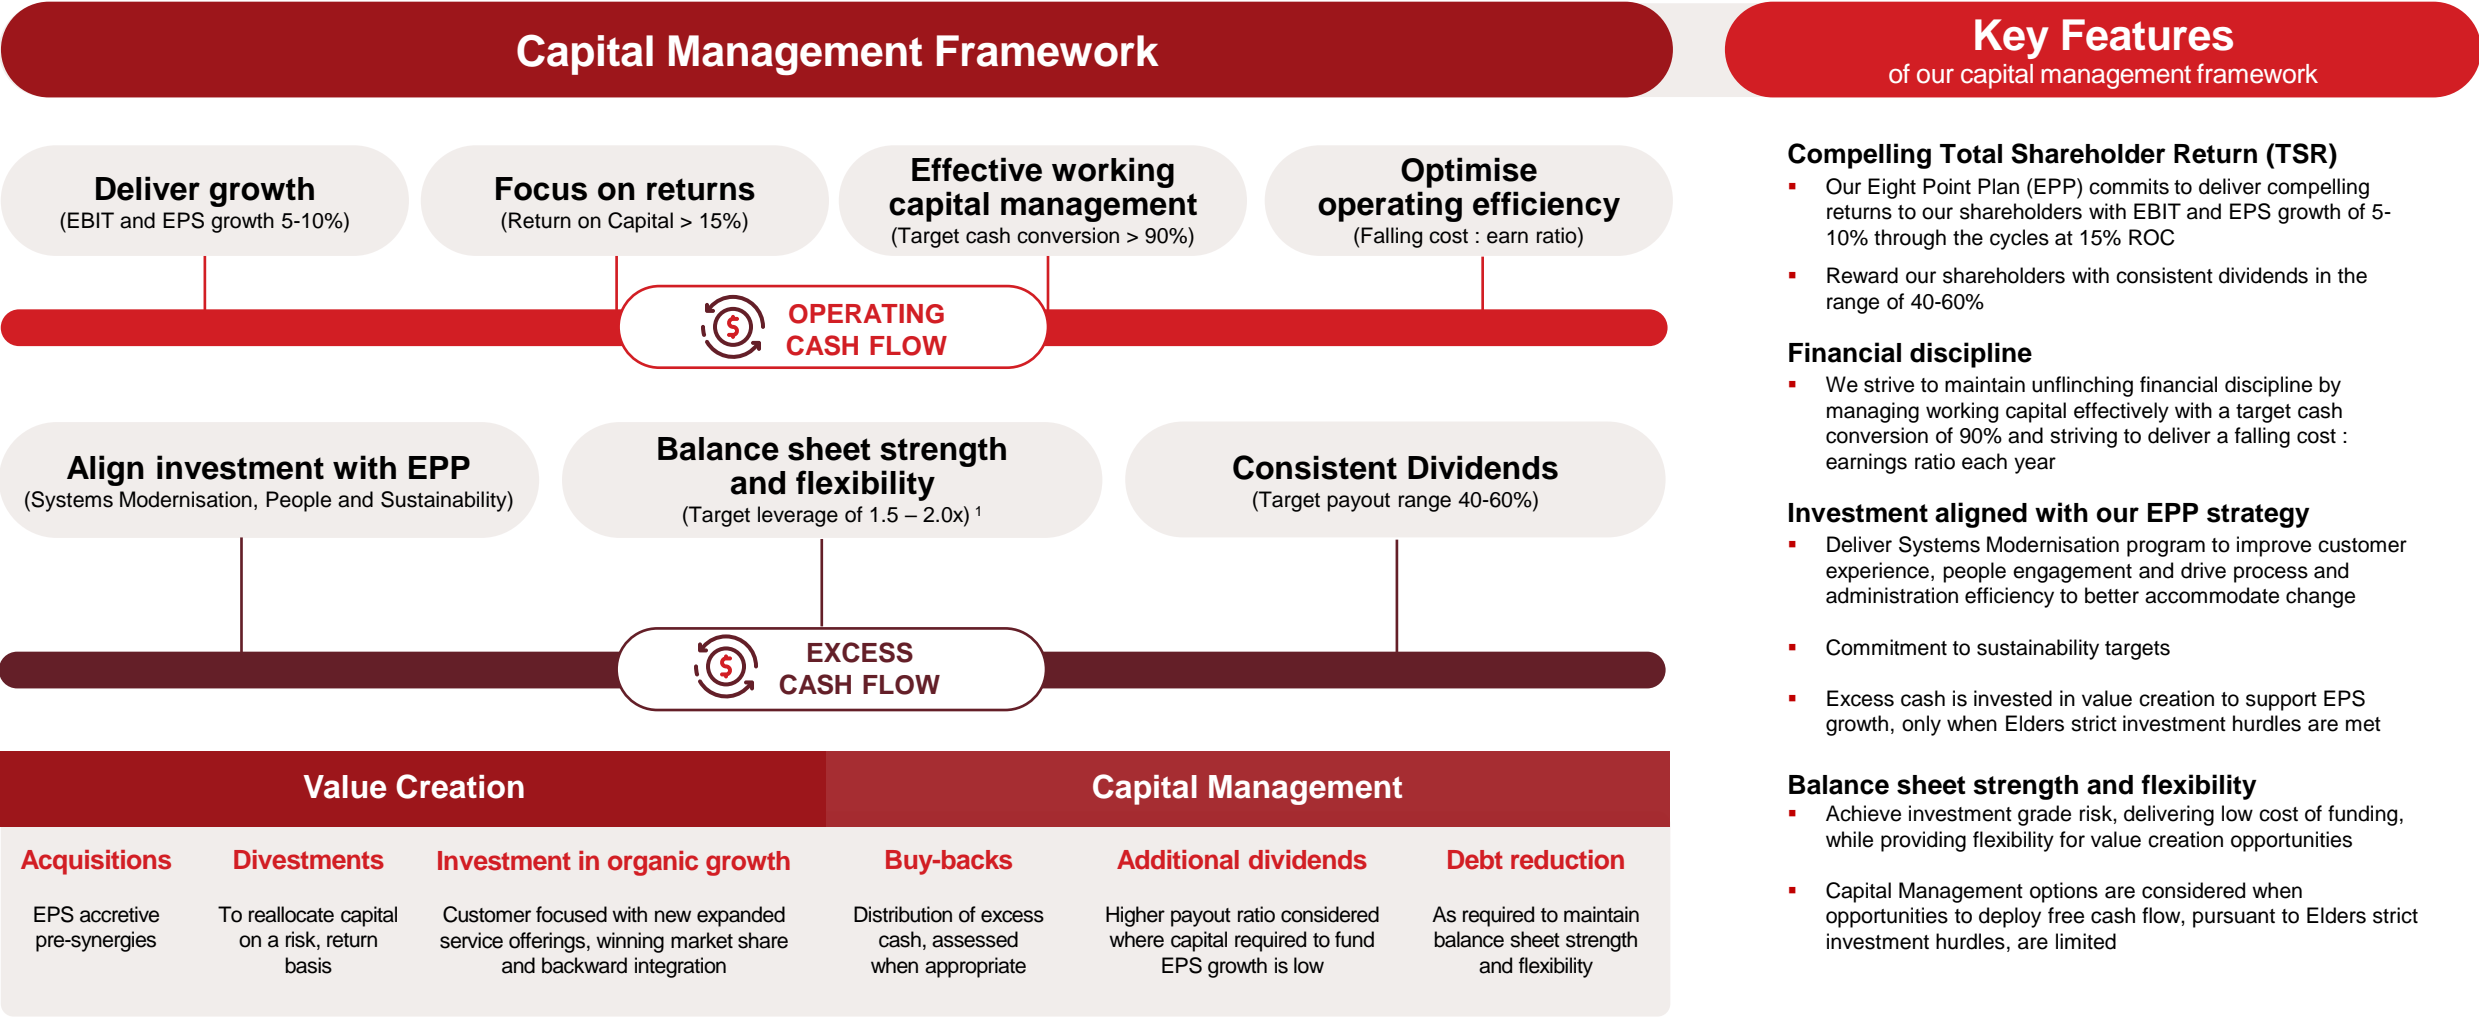 Capital Management Framework
Deliver growth
(EBIT and EPS growth 5-10%)
Focus on returns
(Return on Capital > 15%)
Effective working
capital management
(Target cash conversion > 90%)
Optimise
operating efficiency
(Falling cost : earn ratio)
$
OPERATING
CASH FLOW
Align investment with EPP
(Systems Modernisation, People and Sustainability)
Balance sheet strength
and flexibility
(Target leverage of 1.5 – 2.0x) 1
Consistent Dividends
(Target payout range 40-60%)
$
EXCESS
CASH FLOW
Value Creation
Acquisitions
EPS accretive
pre-synergies
Divestments
To reallocate capital
on a risk, return
basis
Investment in organic growth
Customer focused with new expanded
service offerings, winning market share
and backward integration
Capital Management
Buy-backs
Distribution of excess
cash, assessed
when appropriate
Additional dividends
Higher payout ratio considered
where capital required to fund
EPS growth is low
Debt reduction
As required to maintain
balance sheet strength
and flexibility
Key Features
of our capital management framework
Compelling Total Shareholder Return (TSR)
▪ Our Eight Point Plan (EPP) commits to deliver compelling
returns to our shareholders with EBIT and EPS growth of 5-
10% through the cycles at 15% ROC
▪ Reward our shareholders with consistent dividends in the
range of 40-60%
Financial discipline
▪ We strive to maintain unflinching financial discipline by
managing working capital effectively with a target cash
conversion of 90% and striving to deliver a falling cost :
earnings ratio each year
Investment aligned with our EPP strategy
▪ Deliver Systems Modernisation program to improve customer
experience, people engagement and drive process and
administration efficiency to better accommodate change
▪ Commitment to sustainability targets
▪ Excess cash is invested in value creation to support EPS
growth, only when Elders strict investment hurdles are met
Balance sheet strength and flexibility
▪ Achieve investment grade risk, delivering low cost of funding,
while providing flexibility for value creation opportunities
▪ Capital Management options are considered when
opportunities to deploy free cash flow, pursuant to Elders strict
investment hurdles, are limited